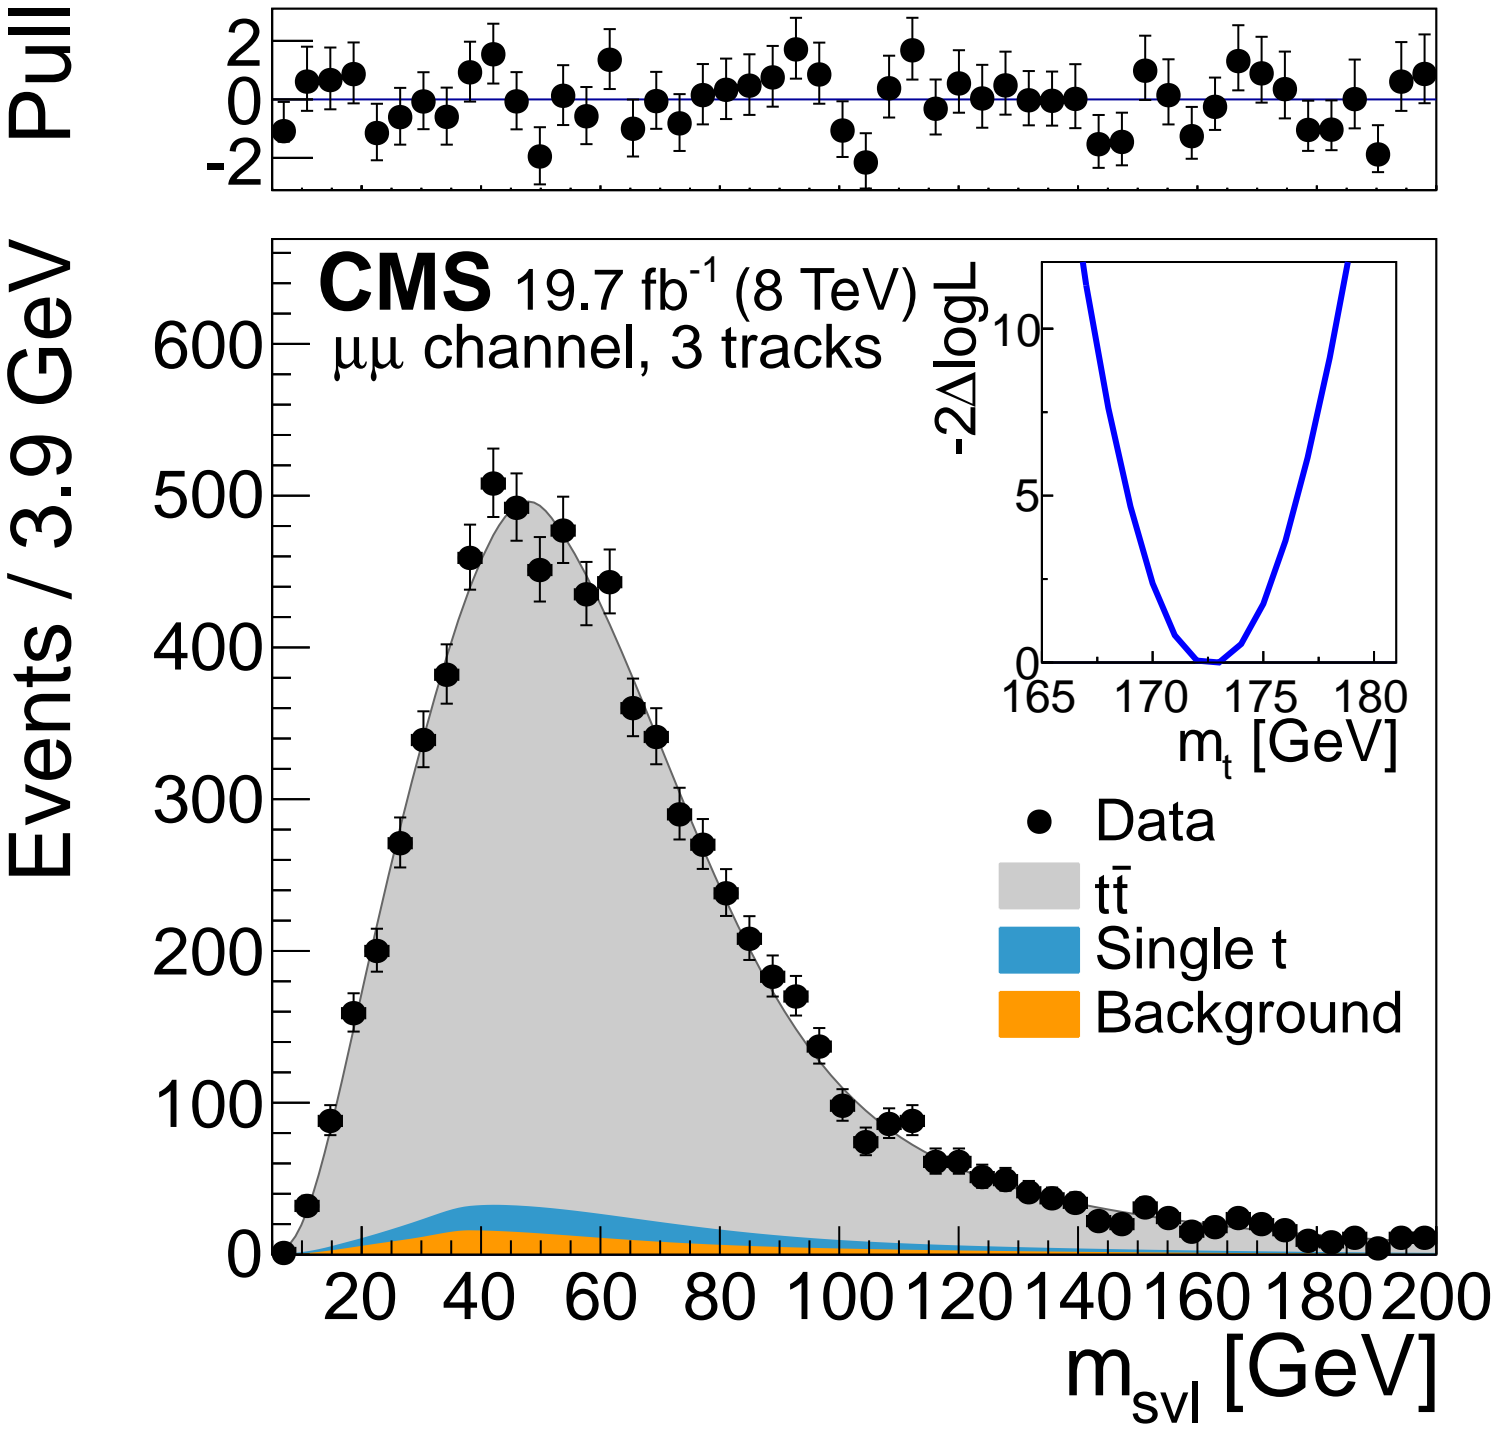 Pull
2
0
-2
Events / 3.9 GeV
600
500
400
300
200
100
0
CMS 19.7 fb⁻¹ (8 TeV)
μμ channel, 3 tracks
-2ΔlogL
10
5
0
165 170 175 180
mₜ [GeV]
Data
tt̄
Single t
Background
20 40 60 80 100 120 140 160 180 200
m_svl [GeV]